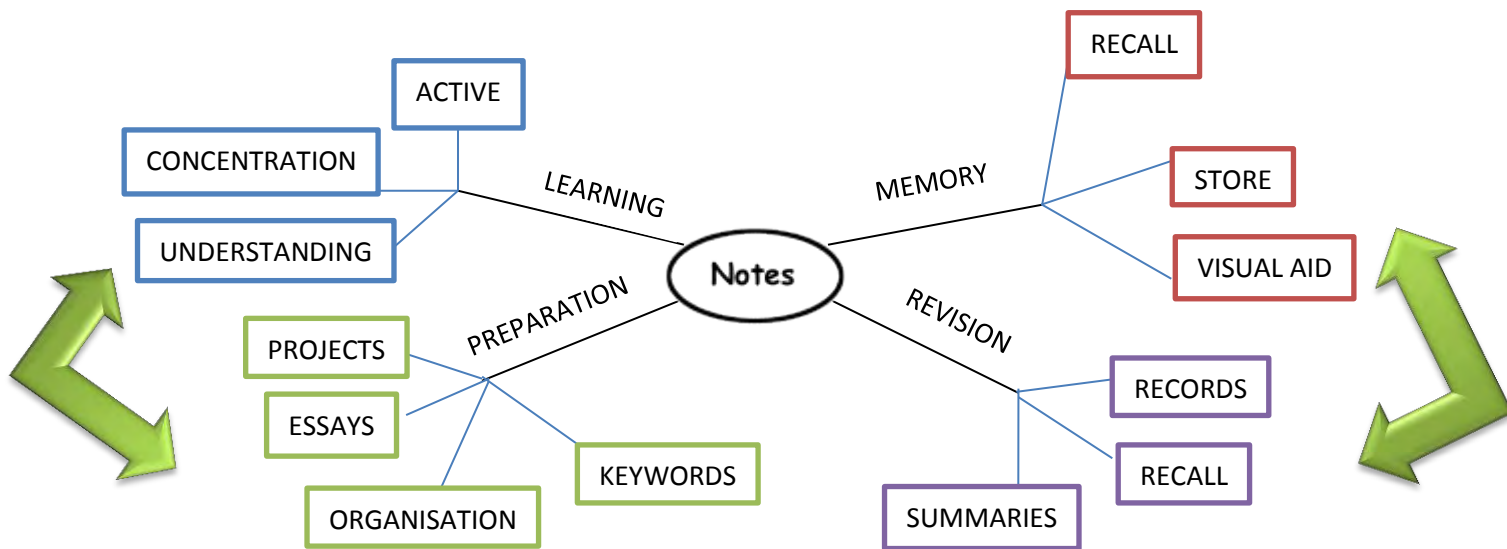 RECALL
ACTIVE
CONCENTRATION
UNDERSTANDING
LEARNING
MEMORY
STORE
VISUAL AID
Notes
PREPARATION
PROJECTS
ESSAYS
ORGANISATION
KEYWORDS
REVISION
RECORDS
RECALL
SUMMARIES